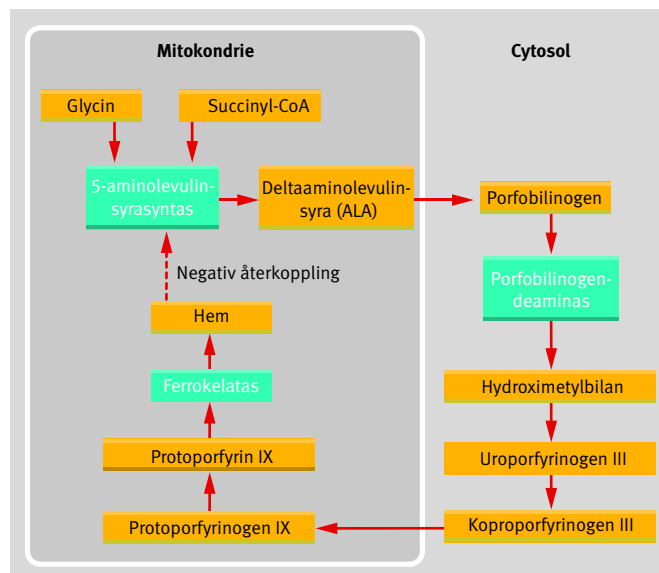 Mitokondrie
Cytosol
Glycin
Succinyl-CoA
5-aminolevulin-
syrasyntas
Deltaaminolevulin-
syra (ALA)
Porfobilinogen
Negativ återkoppling
Porfobilinogen-
deaminas
Hem
Ferrokelatas
Hydroximetylbilan
Protoporfyrin IX
Uroporfyrinogen III
Protoporfyrinogen IX
Koproporfyrinogen III